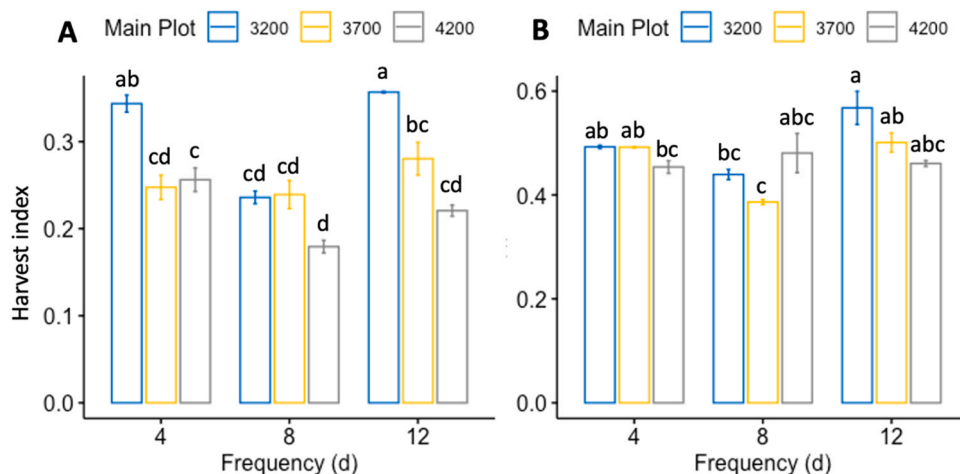 A Main Plot 3200 3700 4200
B Main Plot 3200 3700 4200
Harvest index
0.3
0.2
0.1
0.0
ab
cd
c
cd
cd
d
a
bc
cd
4 8 12
Frequency (d)
0.6
0.4
0.2
0.0
ab
ab
bc
bc
c
abc
a
ab
abc
4 8 12
Frequency (d)